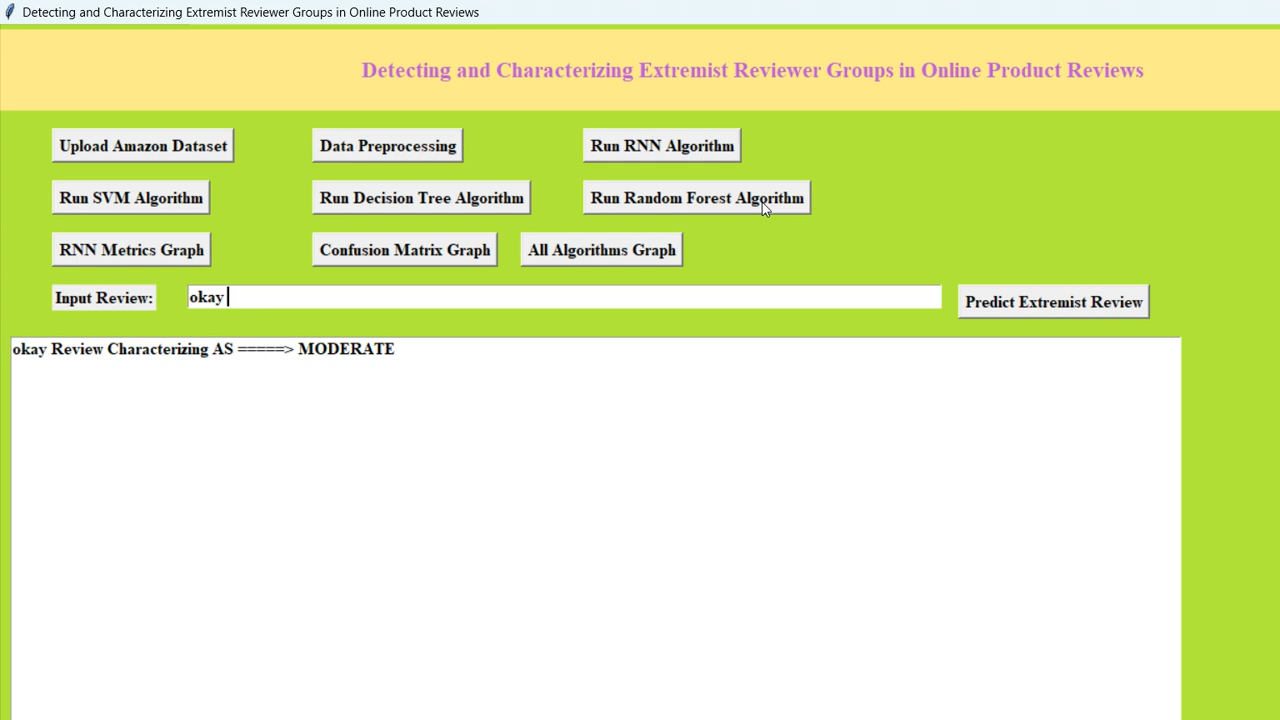 Detecting and Characterizing Extremist Reviewer Groups in Online Product Reviews
Detecting and Characterizing Extremist Reviewer Groups in Online Product Reviews
Upload Amazon Dataset
Data Preprocessing
Run RNN Algorithm
Run SVM Algorithm
Run Decision Tree Algorithm
Run Random Forest Algorithm
RNN Metrics Graph
Confusion Matrix Graph
All Algorithms Graph
Input Review:
okay
Predict Extremist Review
okay Review Characterizing AS =====> MODERATE